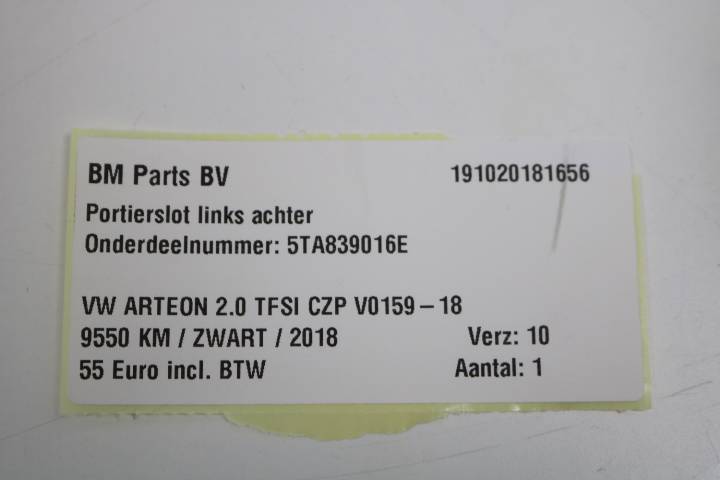 BM Parts BV 191020181656
Portierslot links achter
Onderdeelnummer: 5TA839016E
VW ARTEON 2.0 TFSI CZP V0159 – 18
9550 KM / ZWART / 2018 Verz: 10
55 Euro incl. BTW Aantal: 1